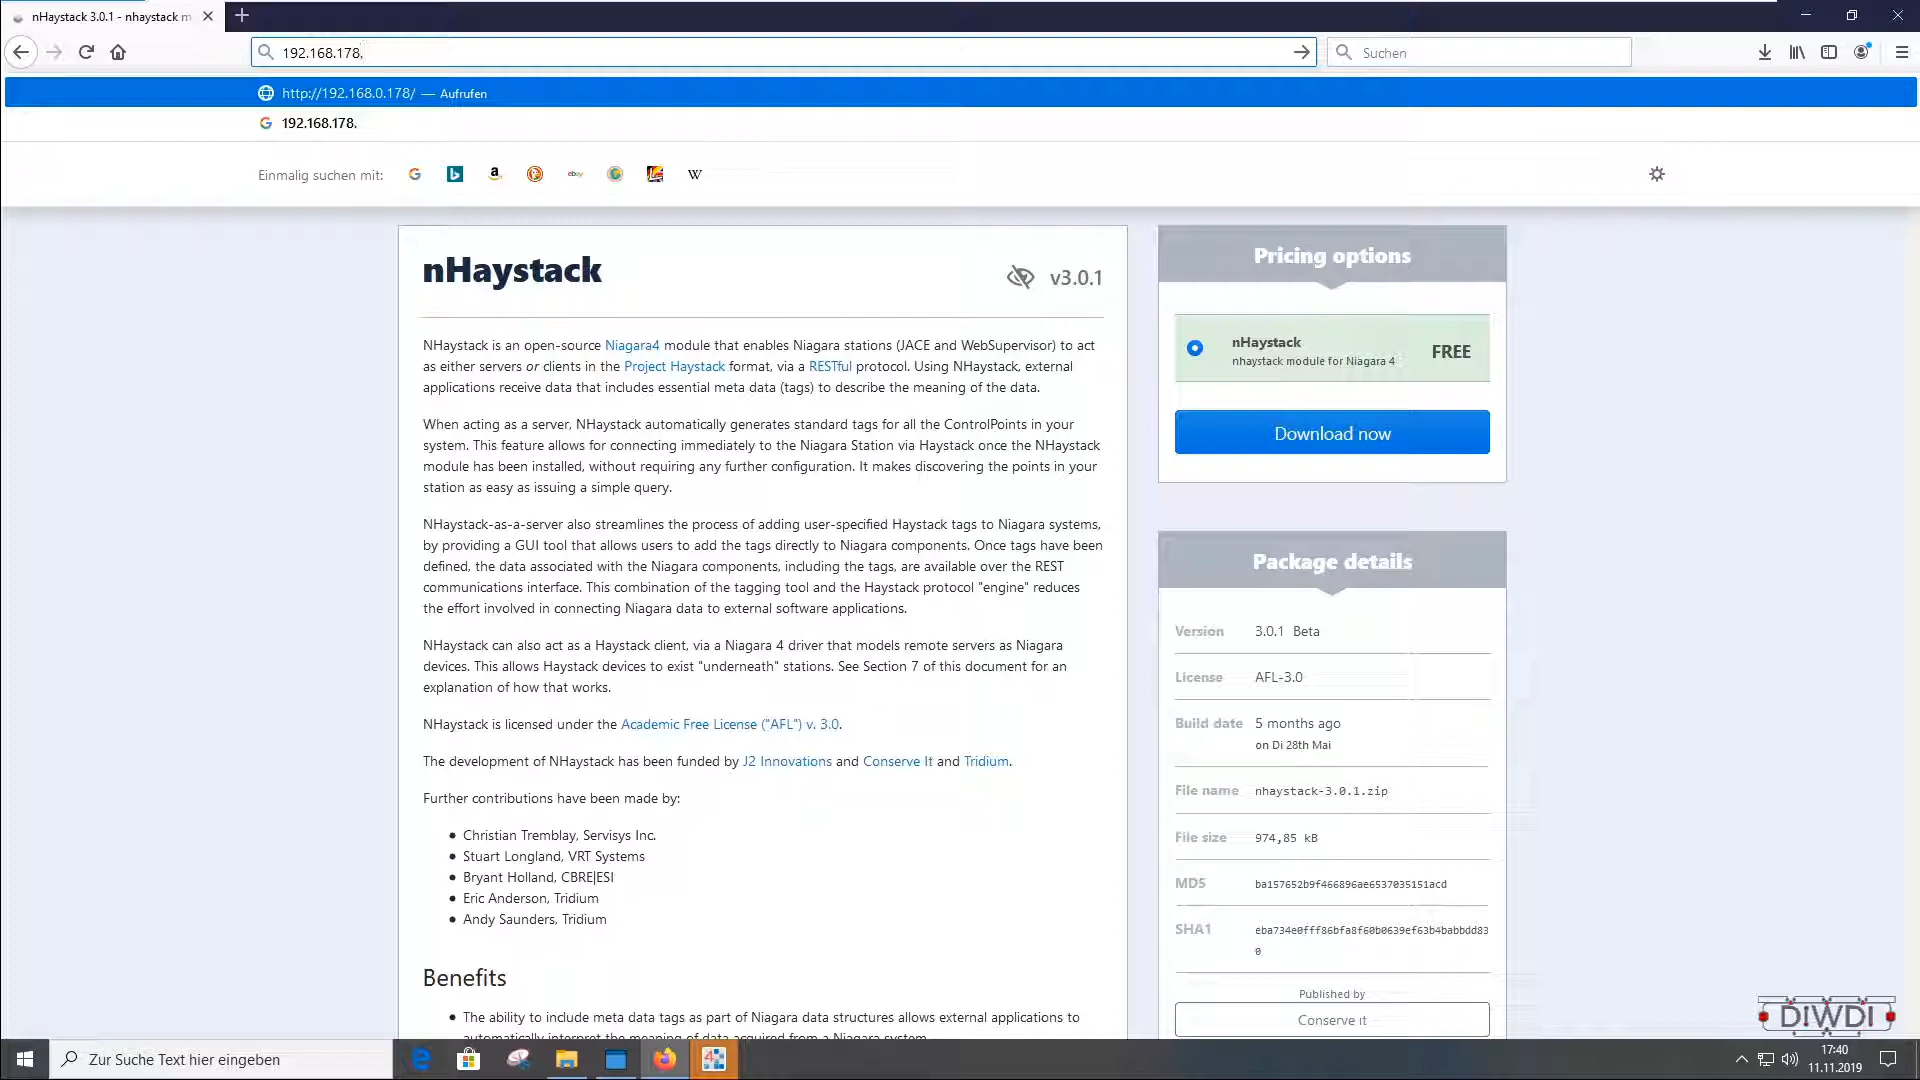 nHaystack 3.0.1 - nhaystack m
192.168.178.
Suchen
http://192.168.0.178/ — Aufrufen
192.168.178.
Einmalig suchen mit:
nHaystack
v3.0.1
NHaystack is an open-source Niagara4 module that enables Niagara stations (JACE and WebSupervisor) to act
as either servers or clients in the Project Haystack format, via a RESTful protocol. Using NHaystack, external
applications receive data that includes essential meta data (tags) to describe the meaning of the data.
When acting as a server, NHaystack automatically generates standard tags for all the ControlPoints in your
system. This feature allows for connecting immediately to the Niagara Station via Haystack once the NHaystack
module has been installed, without requiring any further configuration. It makes discovering the points in your
station as easy as issuing a simple query.
NHaystack-as-a-server also streamlines the process of adding user-specified Haystack tags to Niagara systems,
by providing a GUI tool that allows users to add the tags directly to Niagara components. Once tags have been
defined, the data associated with the Niagara components, including the tags, are available over the REST
communications interface. This combination of the tagging tool and the Haystack protocol "engine" reduces
the effort involved in connecting Niagara data to external software applications.
NHaystack can also act as a Haystack client, via a Niagara 4 driver that models remote servers as Niagara
devices. This allows Haystack devices to exist "underneath" stations. See Section 7 of this document for an
explanation of how that works.
NHaystack is licensed under the Academic Free License ("AFL") v. 3.0.
The development of NHaystack has been funded by J2 Innovations and Conserve It and Tridium.
Further contributions have been made by:
Christian Tremblay, Servisys Inc.
Stuart Longland, VRT Systems
Bryant Holland, CBRE|ESI
Eric Anderson, Tridium
Andy Saunders, Tridium
Benefits
The ability to include meta data tags as part of Niagara data structures allows external applications to
automatically interpret the meaning of data acquired from a Niagara system
Pricing options
nHaystack
nhaystack module for Niagara 4
FREE
Download now
Package details
Version 3.0.1 Beta
License AFL-3.0
Build date 5 months ago
on Di 28th Mai
File name nhaystack-3.0.1.zip
File size 974,85 kB
MD5 ba157652b9f466896ae6537035151acd
SHA1 eba734e0fff86bfa8f60b0639ef63b4babbdd83
0
Published by
Conserve It
DIWDI
Zur Suche Text hier eingeben
17:40
11.11.2019